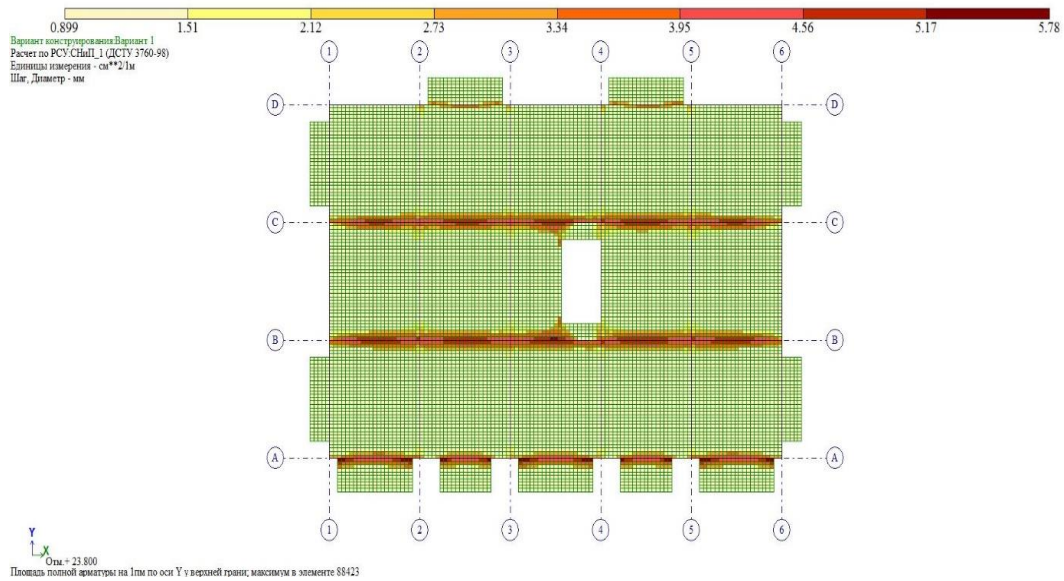 0.899 1.51 2.12 2.73 3.34 3.95 4.56 5.17 5.78
Вариант конструирования:Вариант 1
Расчет по РСУ:СНиП_1 (ДСТУ 3760-98)
Единицы измерения - см**2/1м
Шаг, Диаметр - мм
1 2 3 4 5 6
D D
C C
B B
A A
1 2 3 4 5 6
Y
X
Отм.+ 23.800
Площадь полной арматуры на 1пм по оси Y у верхней грани; максимум в элементе 88423